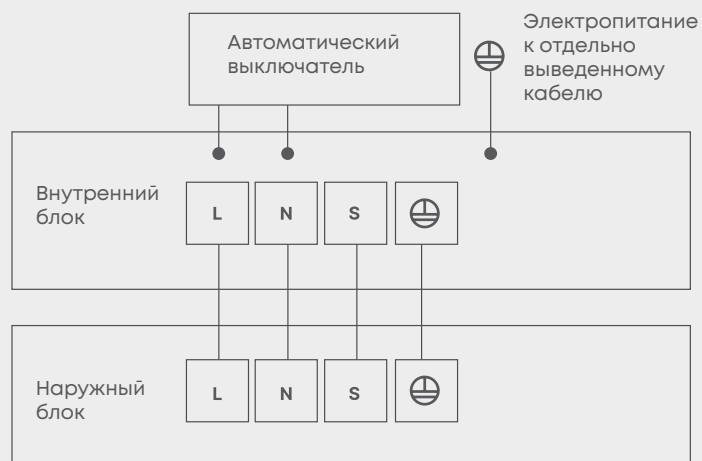 Автоматический
выключатель
Электропитание
к отдельно
выведенному
кабелю
Внутренний
блок
L N S
Наружный
блок
L N S